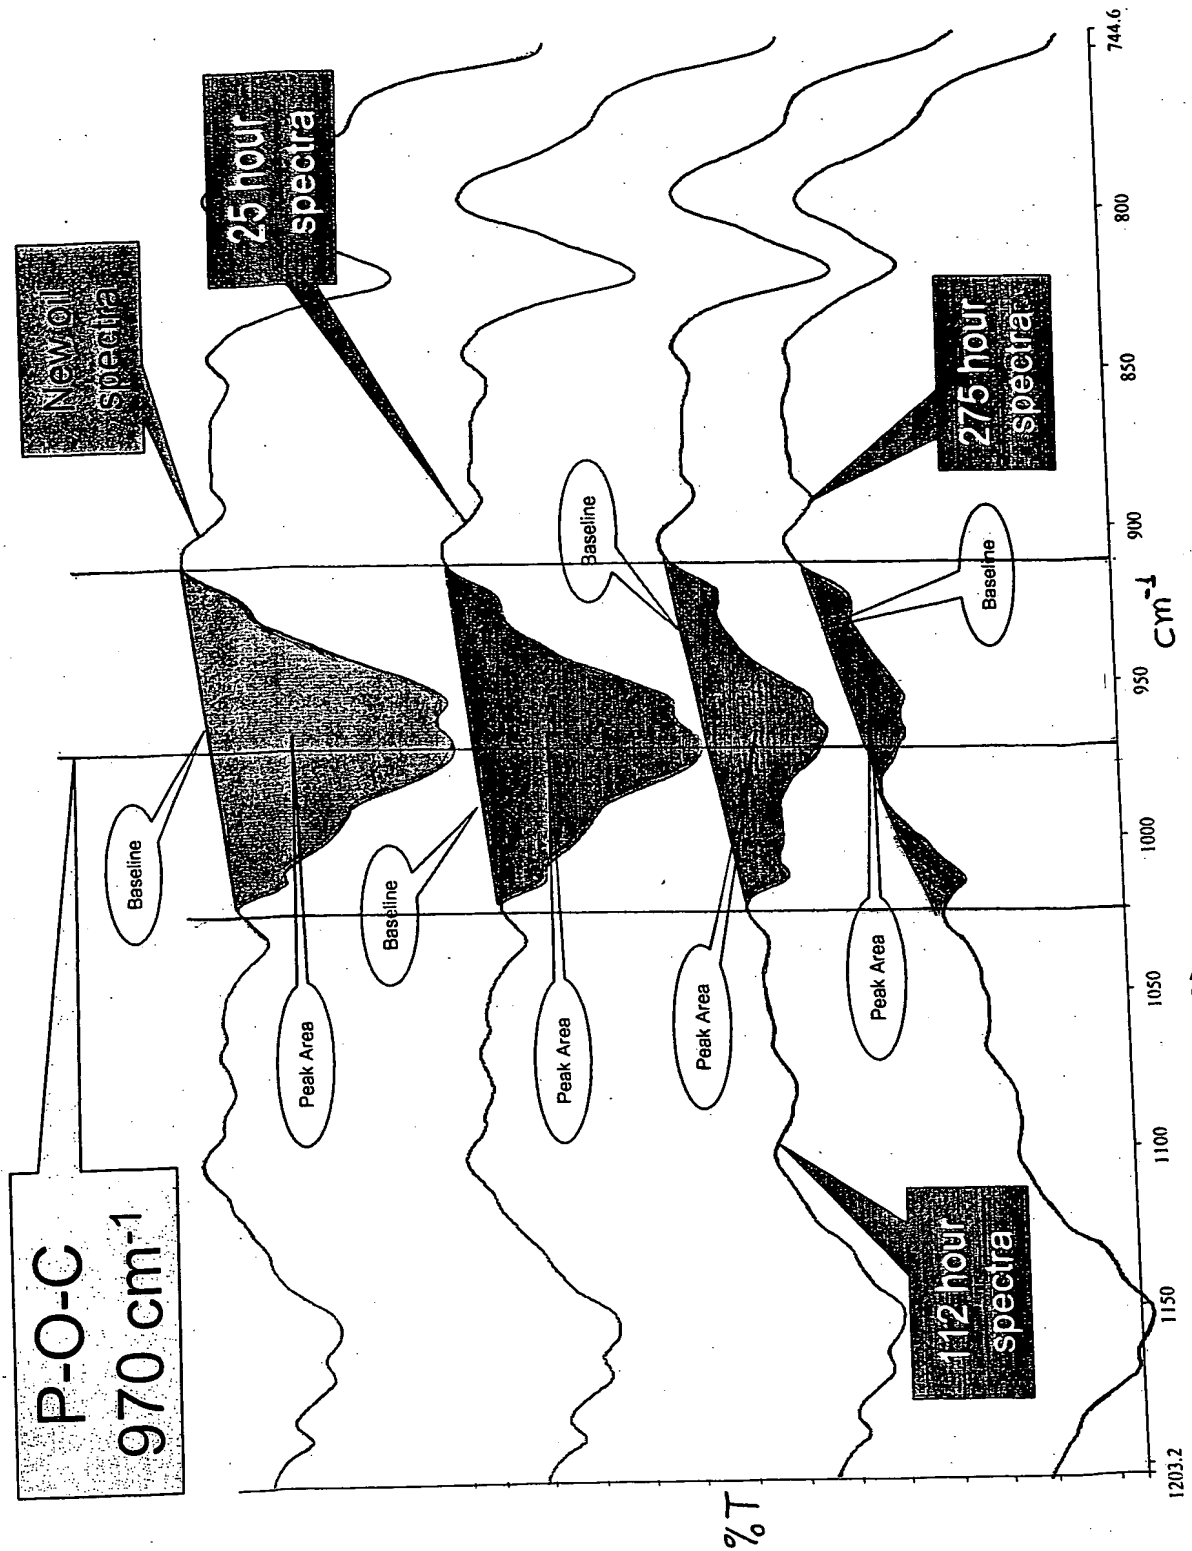 P-O-C
970 cm-1
New oil
spectra
25 hour
spectra
Baseline
Peak Area
Baseline
Peak Area
Baseline
Peak Area
Baseline
Peak Area
112 hour
spectra
275 hour
spectra
%T
1203.2
1150
1100
1050
1000
950
900
850
800
744.6
cm-1